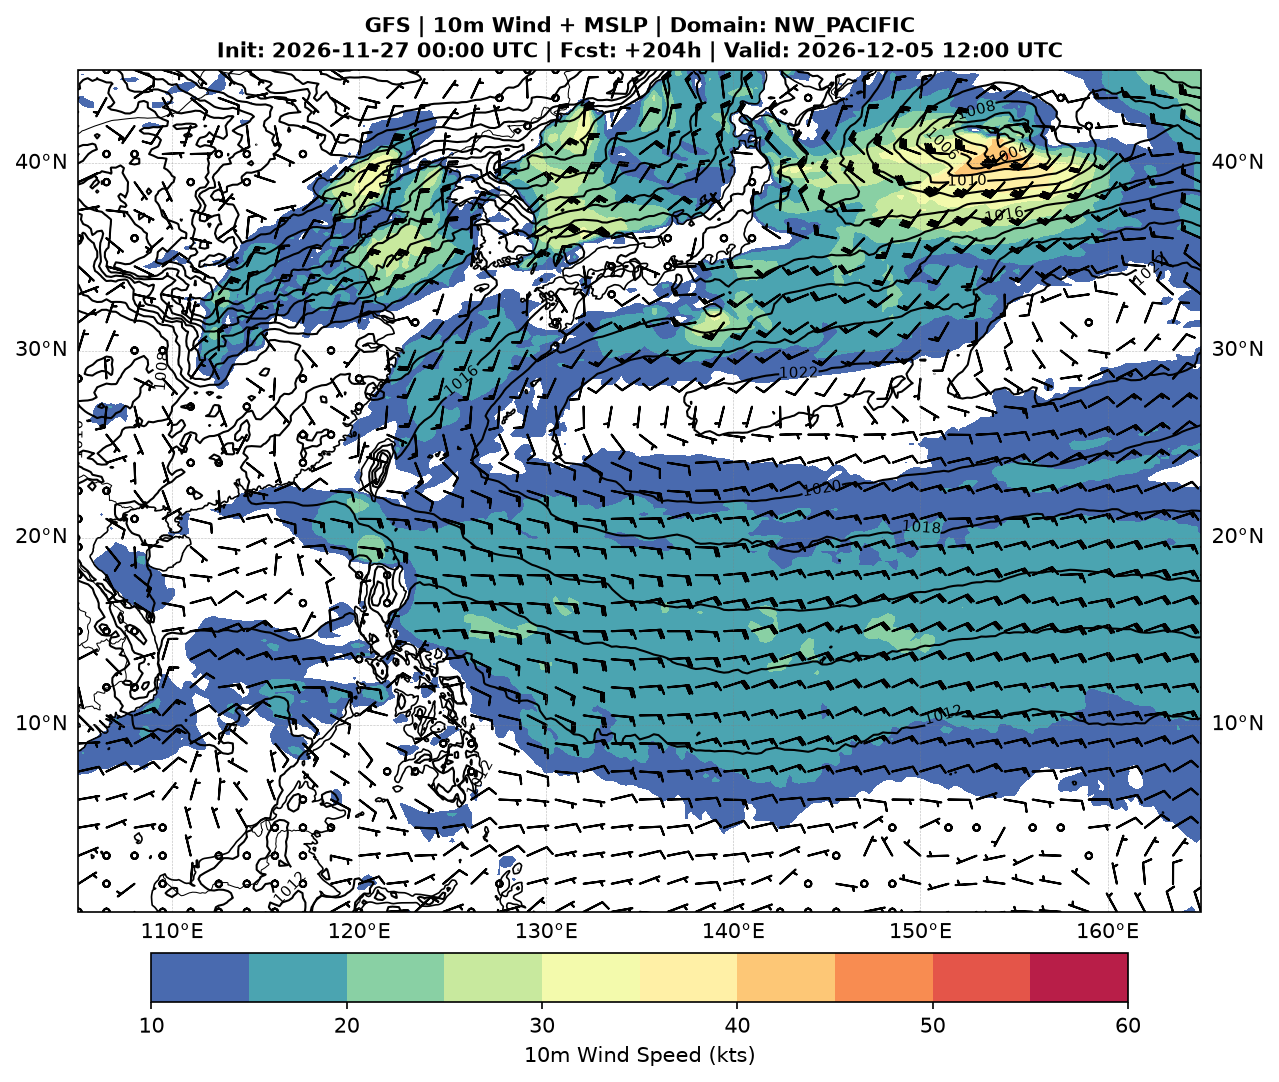 GFS | 10m Wind + MSLP | Domain: NW_PACIFIC
Init: 2026-11-27 00:00 UTC | Fcst: +204h | Valid: 2026-12-05 12:00 UTC
1008
1006
1004
40°N
40°N
1010
1016
1008
30°N
30°N
1016
1022
1020
1018
20°N
20°N
1012
10°N
10°N
1012
110°E
120°E
130°E
140°E
150°E
160°E
10
20
30
40
50
60
10m Wind Speed (kts)